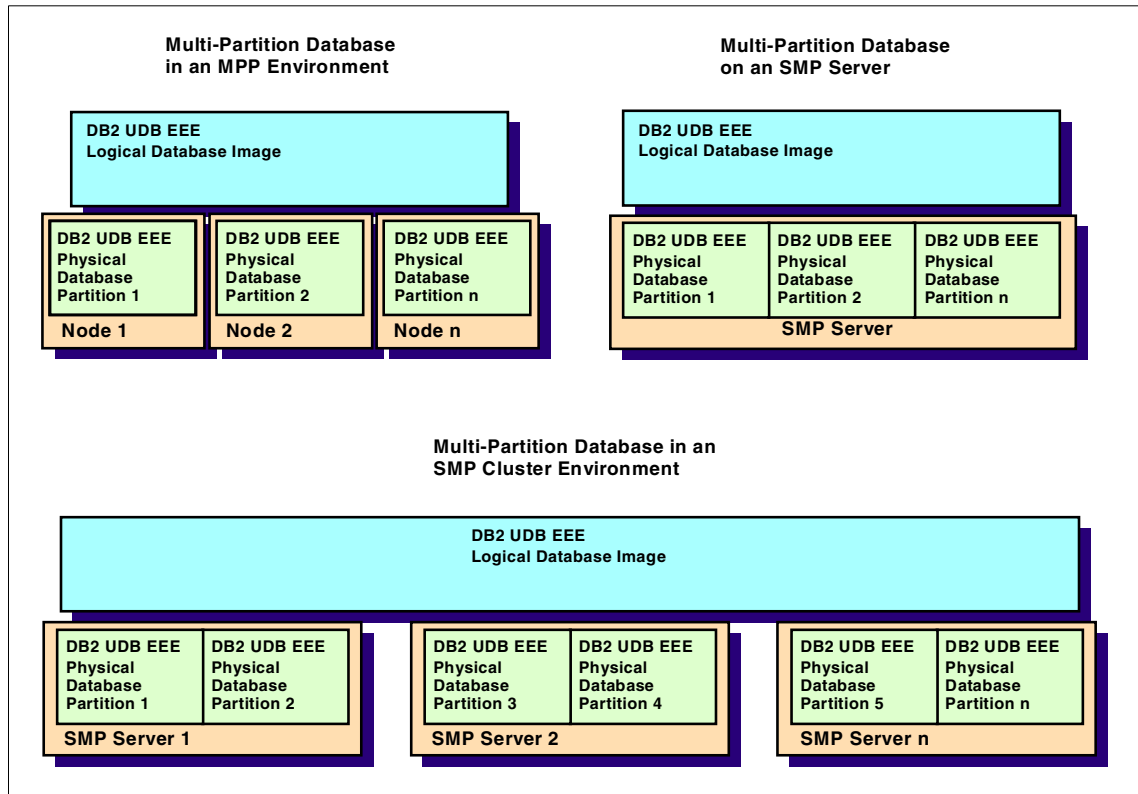 Multi-Partition Database
in an MPP Environment
DB2 UDB EEE
Logical Database Image
DB2 UDB EEE
Physical
Database
Partition 1
Node 1
DB2 UDB EEE
Physical
Database
Partition 2
Node 2
DB2 UDB EEE
Physical
Database
Partition n
Node n
Multi-Partition Database
on an SMP Server
DB2 UDB EEE
Logical Database Image
DB2 UDB EEE
Physical
Database
Partition 1
DB2 UDB EEE
Physical
Database
Partition 2
DB2 UDB EEE
Physical
Database
Partition n
SMP Server
Multi-Partition Database in an
SMP Cluster Environment
DB2 UDB EEE
Logical Database Image
DB2 UDB EEE
Physical
Database
Partition 1
DB2 UDB EEE
Physical
Database
Partition 2
SMP Server 1
DB2 UDB EEE
Physical
Database
Partition 3
DB2 UDB EEE
Physical
Database
Partition 4
SMP Server 2
DB2 UDB EEE
Physical
Database
Partition 5
DB2 UDB EEE
Physical
Database
Partition n
SMP Server n